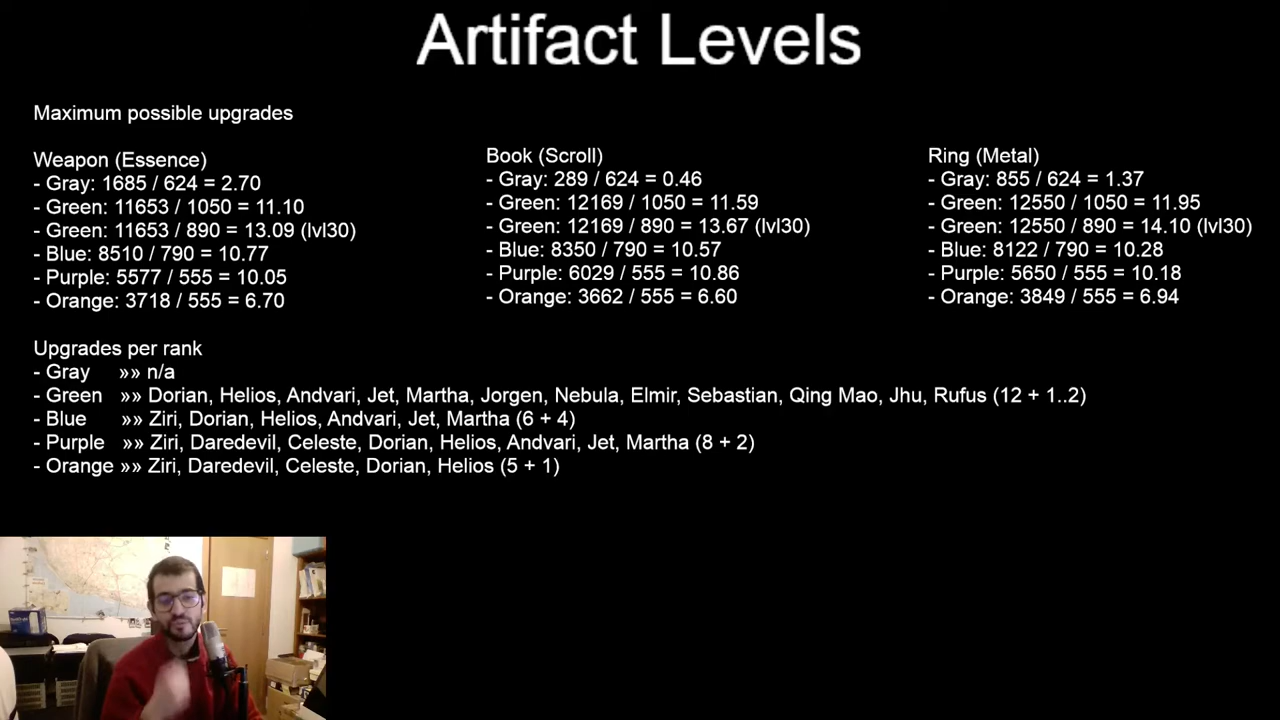 Artifact Levels
Maximum possible upgrades
Weapon (Essence)
- Gray: 1685 / 624 = 2.70
- Green: 11653 / 1050 = 11.10
- Green: 11653 / 890 = 13.09 (lvl30)
- Blue: 8510 / 790 = 10.77
- Purple: 5577 / 555 = 10.05
- Orange: 3718 / 555 = 6.70
Book (Scroll)
- Gray: 289 / 624 = 0.46
- Green: 12169 / 1050 = 11.59
- Green: 12169 / 890 = 13.67 (lvl30)
- Blue: 8350 / 790 = 10.57
- Purple: 6029 / 555 = 10.86
- Orange: 3662 / 555 = 6.60
Ring (Metal)
- Gray: 855 / 624 = 1.37
- Green: 12550 / 1050 = 11.95
- Green: 12550 / 890 = 14.10 (lvl30)
- Blue: 8122 / 790 = 10.28
- Purple: 5650 / 555 = 10.18
- Orange: 3849 / 555 = 6.94
Upgrades per rank
- Gray »» n/a
- Green »» Dorian, Helios, Andvari, Jet, Martha, Jorgen, Nebula, Elmir, Sebastian, Qing Mao, Jhu, Rufus (12 + 1..2)
- Blue »» Ziri, Dorian, Helios, Andvari, Jet, Martha (6 + 4)
- Purple »» Ziri, Daredevil, Celeste, Dorian, Helios, Andvari, Jet, Martha (8 + 2)
- Orange »» Ziri, Daredevil, Celeste, Dorian, Helios (5 + 1)